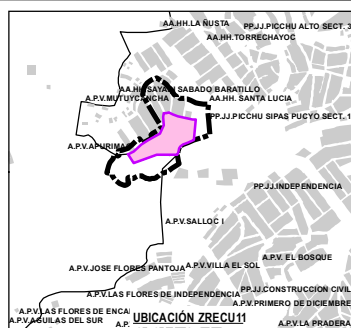 AA.HH.LA ÑUSTA
PP.JJ.PICCHU ALTO SECT. 3
AA.HH.TORRECHAYOC
AA.HH.SAYARI SABADO BARATILLO
A.P.V.MUTUYCANCHA
AA.HH. SANTA LUCIA
PP.JJ.PICCHU SIPAS PUCYO SECT. 1
A.P.V.APURIMAC
PP.JJ.INDEPENDENCIA
A.P.V.SALLOC I
A.P.V. EL BOSQUE
A.P.V.JOSE FLORES PANTOJA
A.P.V.VILLA EL SOL
PP.JJ.CONSTRUCCION CIVIL
A.P.V.LAS FLORES DE INDEPENDENCIA
A.P.V.PRIMERO DE DICIEMBRE
A.P.V.LAS FLORES DE ENCA
A.P.V.AGUILAS DEL SUR
A.P.
UBICACIÓN ZRECU11
A.P.V.LA PRADERA